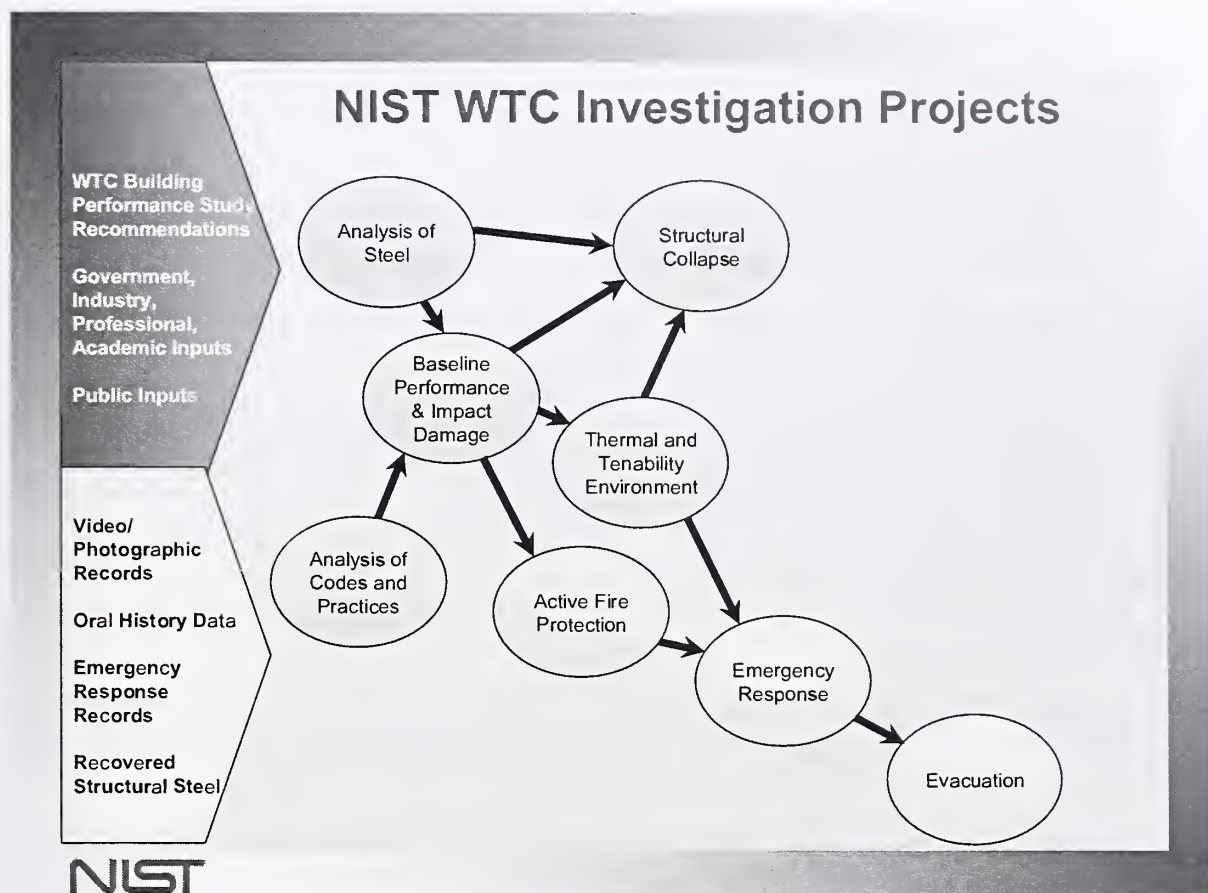 NIST WTC Investigation Projects
WTC Building
Performance Study
Recommendations
Government,
Industry,
Professional,
Academic Inputs
Public Inputs
Video/
Photographic
Records
Oral History Data
Emergency
Response
Records
Recovered
Structural Steel
Analysis of
Steel
Structural
Collapse
Baseline
Performance
& Impact
Damage
Thermal and
Tenability
Environment
Analysis of
Codes and
Practices
Active Fire
Protection
Emergency
Response
Evacuation
NIST